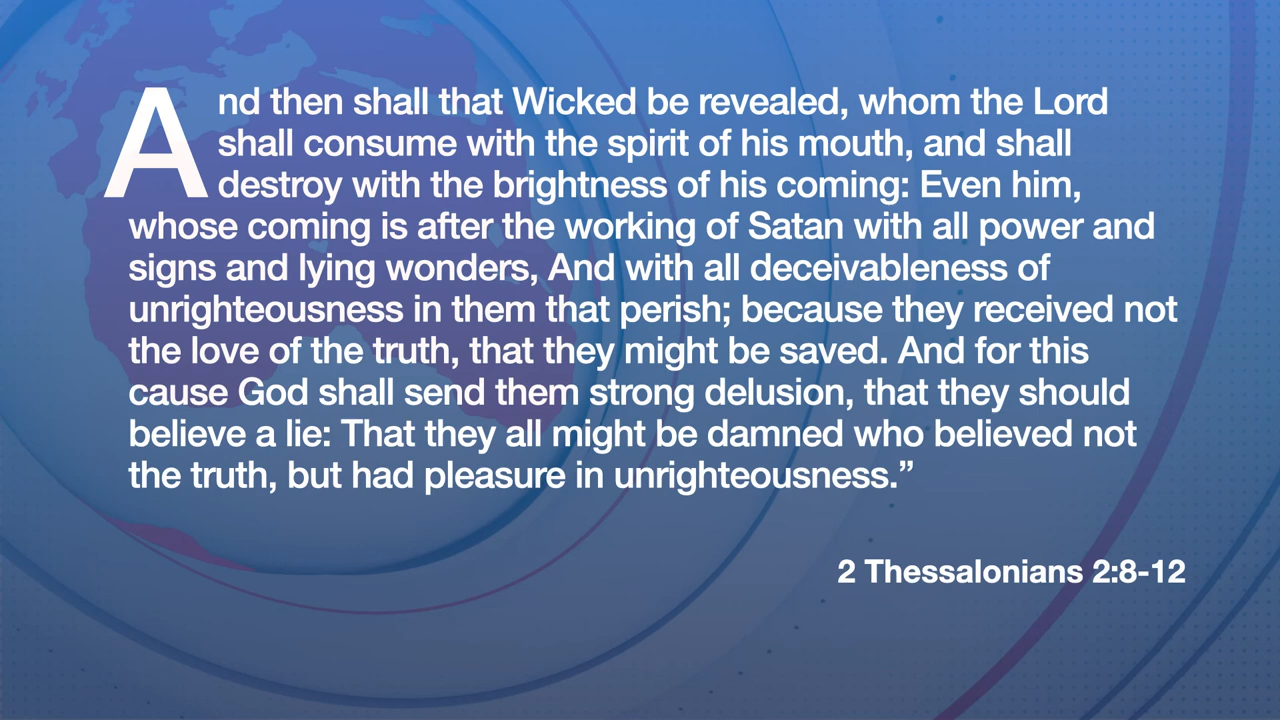 And then shall that Wicked be revealed, whom the Lord
shall consume with the spirit of his mouth, and shall
destroy with the brightness of his coming: Even him,
whose coming is after the working of Satan with all power and
signs and lying wonders, And with all deceivableness of
unrighteousness in them that perish; because they received not
the love of the truth, that they might be saved. And for this
cause God shall send them strong delusion, that they should
believe a lie: That they all might be damned who believed not
the truth, but had pleasure in unrighteousness.”
2 Thessalonians 2:8-12